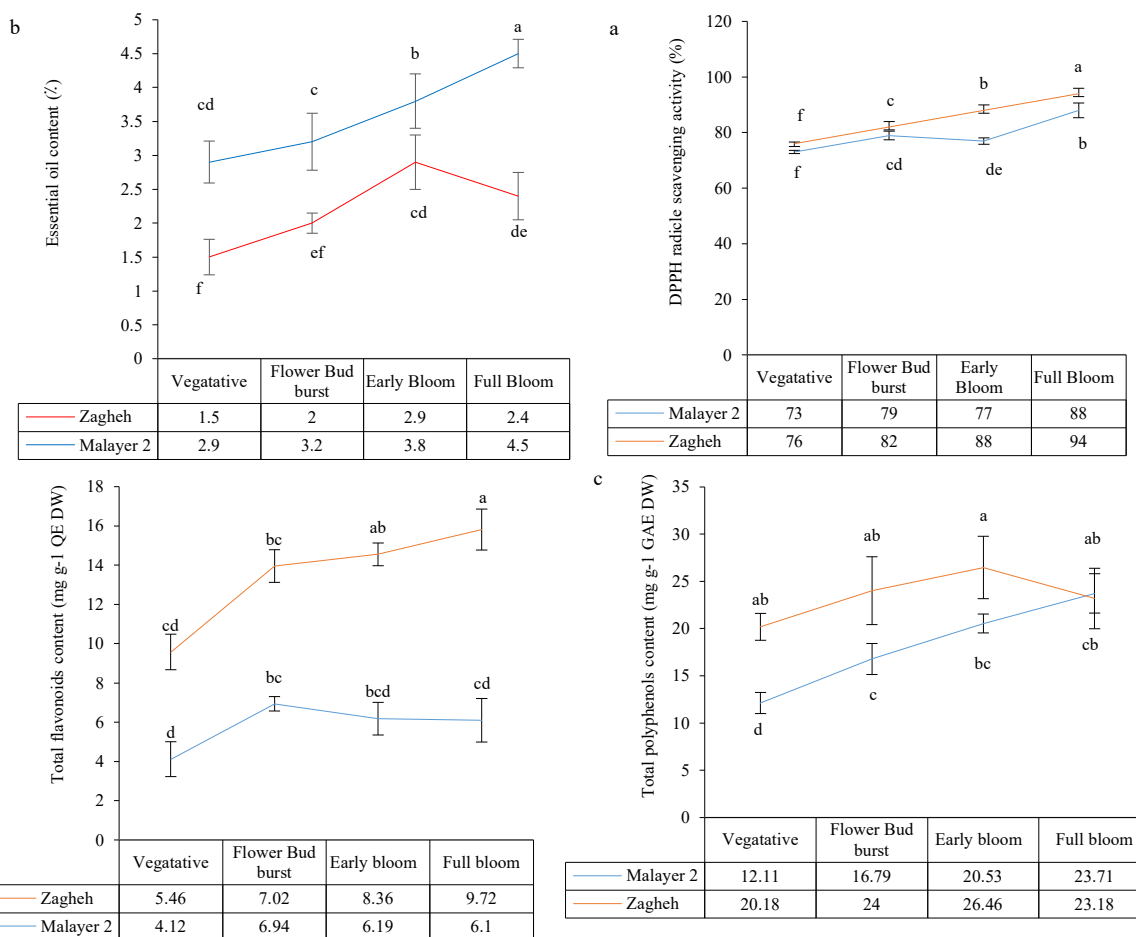 b
Essential oil content (٪)
5
4.5
4
3.5
3
2.5
2
1.5
1
0.5
0
cd
c
b
a
f
ef
cd
de
Vegatative
Flower Bud
burst
Early Bloom
Full Bloom
Zagheh 1.5 2 2.9 2.4
Malayer 2 2.9 3.2 3.8 4.5
a
DPPH radicle scavenging activity (%)
120
100
80
60
40
20
0
f
c
b
a
f
cd
de
b
Vegatative
Flower Bud
burst
Early
Bloom
Full Bloom
Malayer 2 73 79 77 88
Zagheh 76 82 88 94
Total flavonoids content (mg g-1 QE DW)
18
16
14
12
10
8
6
4
2
0
cd
bc
ab
a
d
bc
bcd
cd
Vegatative
Flower Bud
burst
Early bloom
Full bloom
Zagheh 5.46 7.02 8.36 9.72
Malayer 2 4.12 6.94 6.19 6.1
c
Total polyphenols content (mg g-1 GAE DW)
35
30
25
20
15
10
5
0
ab
ab
a
ab
d
c
bc
cb
Vegatative
Flower Bud
burst
Early bloom
Full bloom
Malayer 2 12.11 16.79 20.53 23.71
Zagheh 20.18 24 26.46 23.18